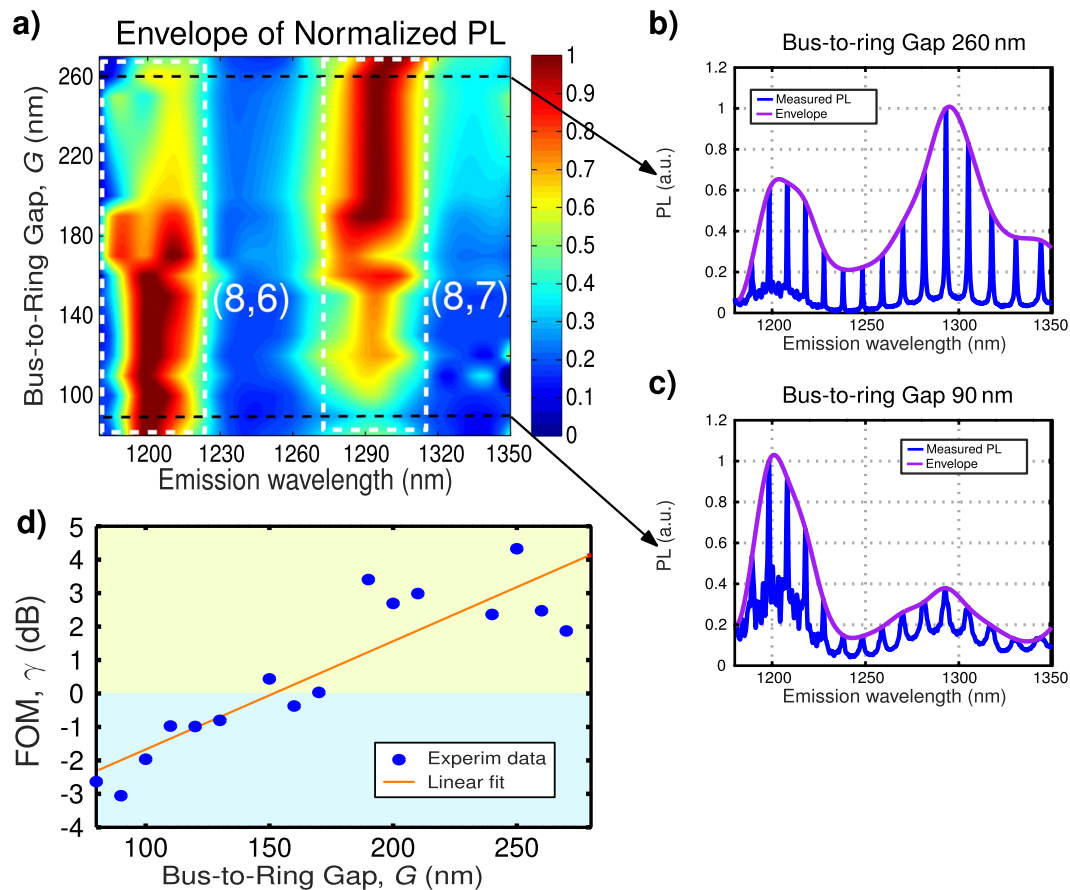 a)
Envelope of Normalized PL
Bus-to-Ring Gap, G (nm)
260
220
180
140
100
(8,6)
(8,7)
1200 1230 1260 1290 1320 1350
Emission wavelength (nm)
1
0.9
0.8
0.7
0.6
0.5
0.4
0.3
0.2
0.1
0
b)
Bus-to-ring Gap 260 nm
PL (a.u.)
1.2
1
0.8
0.6
0.4
0.2
0
Measured PL
Envelope
1200 1250 1300 1350
Emission wavelength (nm)
c)
Bus-to-ring Gap 90 nm
PL (a.u.)
1.2
1
0.8
0.6
0.4
0.2
0
Measured PL
Envelope
1200 1250 1300 1350
Emission wavelength (nm)
d)
FOM, γ (dB)
5
4
3
2
1
0
-1
-2
-3
-4
Experim data
Linear fit
100 150 200 250
Bus-to-Ring Gap, G (nm)